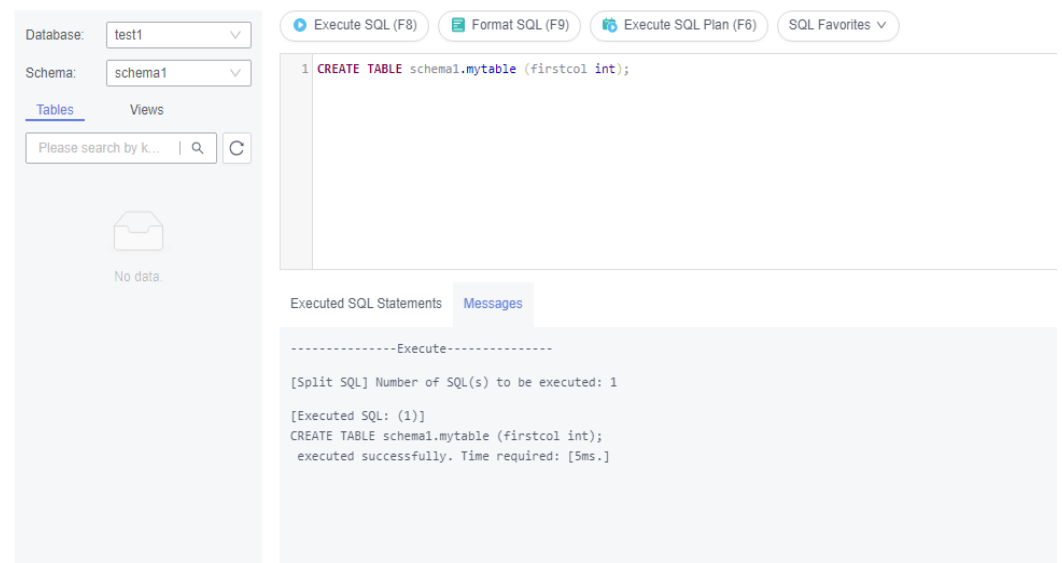 Database: test1
Schema: schema1
Tables Views
Please search by k...
No data.
Execute SQL (F8) Format SQL (F9) Execute SQL Plan (F6) SQL Favorites
1 CREATE TABLE schema1.mytable (firstcol int);
Executed SQL Statements Messages
---------------Execute---------------
[Split SQL] Number of SQL(s) to be executed: 1
[Executed SQL: (1)]
CREATE TABLE schema1.mytable (firstcol int);
executed successfully. Time required: [5ms.]